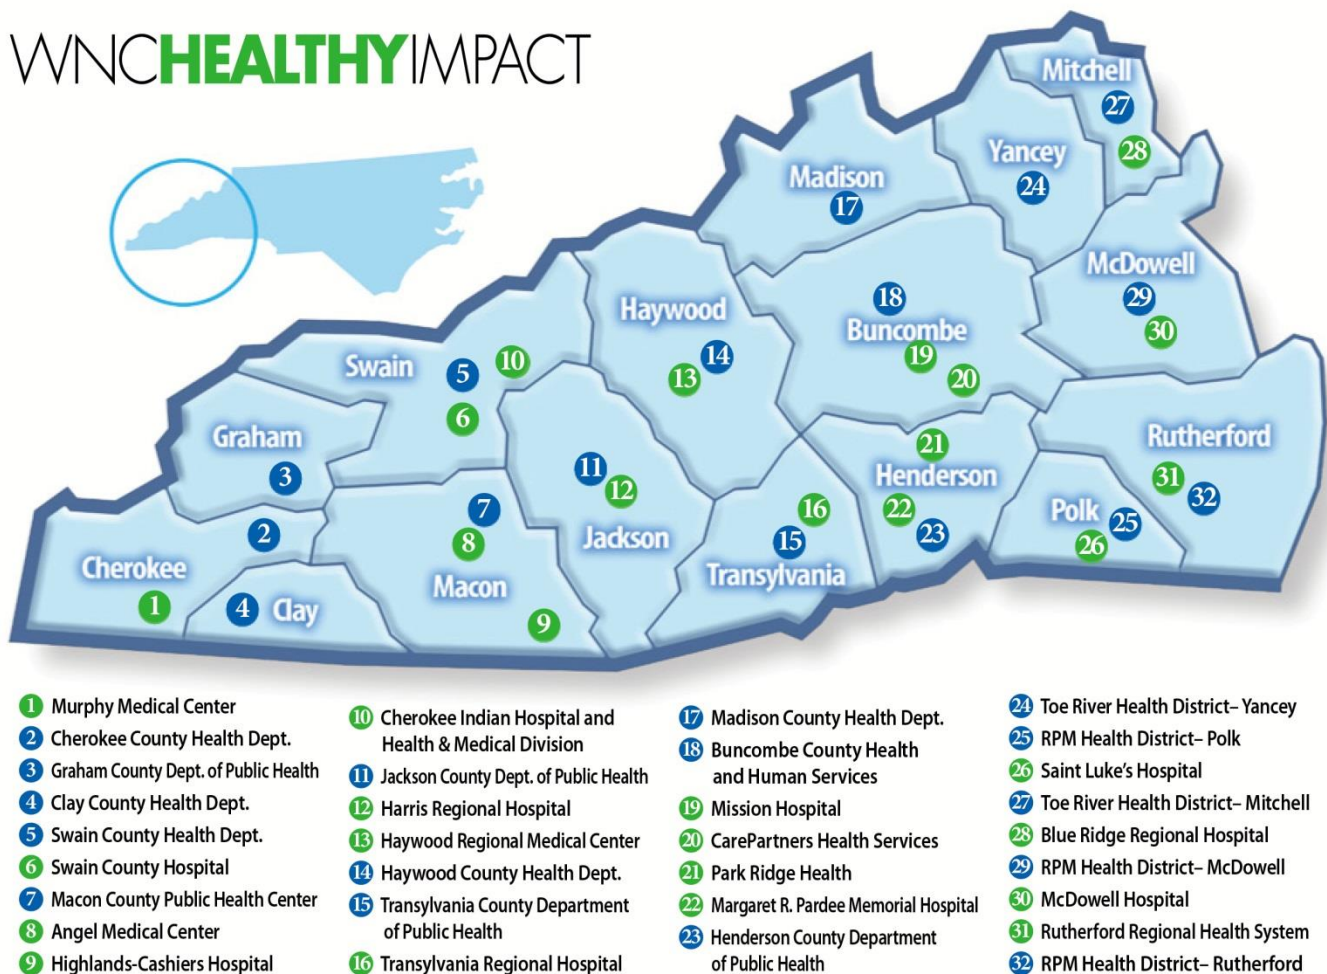 WNCHEALTHYIMPACT
Mitchell
27
28
Yancey
24
Madison
17
McDowell
29
30
Haywood
14
13
18
Buncombe
19
20
Swain
5
10
6
Graham
3
Rutherford
31
32
21
Henderson
22
23
11
12
Jackson
16
15
Transylvania
Polk
25
26
7
8
Macon
9
2
Cherokee
1
4
Clay
1 Murphy Medical Center
2 Cherokee County Health Dept.
3 Graham County Dept. of Public Health
4 Clay County Health Dept.
5 Swain County Health Dept.
6 Swain County Hospital
7 Macon County Public Health Center
8 Angel Medical Center
9 Highlands-Cashiers Hospital
10 Cherokee Indian Hospital and
Health & Medical Division
11 Jackson County Dept. of Public Health
12 Harris Regional Hospital
13 Haywood Regional Medical Center
14 Haywood County Health Dept.
15 Transylvania County Department
of Public Health
16 Transylvania Regional Hospital
17 Madison County Health Dept.
18 Buncombe County Health
and Human Services
19 Mission Hospital
20 CarePartners Health Services
21 Park Ridge Health
22 Margaret R. Pardee Memorial Hospital
23 Henderson County Department
of Public Health
24 Toe River Health District– Yancey
25 RPM Health District– Polk
26 Saint Luke's Hospital
27 Toe River Health District– Mitchell
28 Blue Ridge Regional Hospital
29 RPM Health District– McDowell
30 McDowell Hospital
31 Rutherford Regional Health System
32 RPM Health District– Rutherford